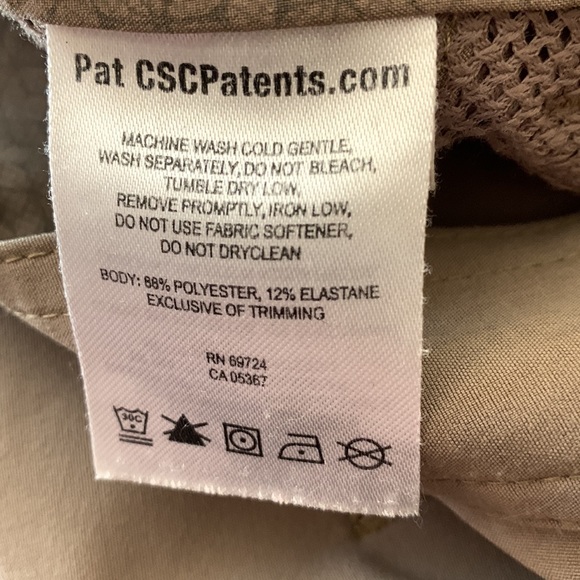 Pat CSCPatents.com
MACHINE WASH COLD GENTLE,
WASH SEPARATELY, DO NOT BLEACH,
TUMBLE DRY LOW,
REMOVE PROMPTLY, IRON LOW,
DO NOT USE FABRIC SOFTENER,
DO NOT DRYCLEAN
BODY: 88% POLYESTER, 12% ELASTANE
EXCLUSIVE OF TRIMMING
RN 69724
CA 05367
30C